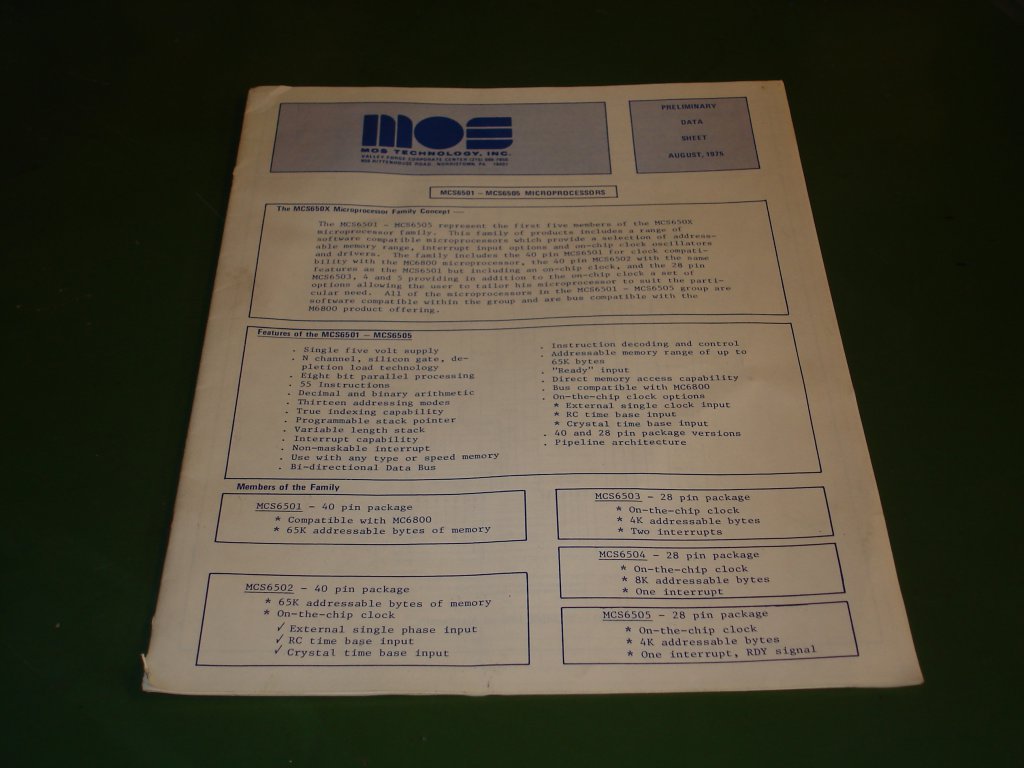 mos
MOS TECHNOLOGY, INC.
VALLEY FORGE CORPORATE CENTER (215) 666-7950
950 RITTENHOUSE ROAD, NORRISTOWN, PA. 19401
PRELIMINARY
DATA
SHEET
AUGUST, 1975
MCS6501 — MCS6505 MICROPROCESSORS
The MCS650X Microprocessor Family Concept —
The MCS6501 - MCS6505 represent the first five members of the MCS650X
microprocessor family. This family of products includes a range of
software compatible microprocessors which provide a selection of address-
able memory range, interrupt input options and on-chip clock oscillators
and drivers. The family includes the 40 pin MCS6501 for clock compati-
bility with the MC6800 microprocessor, the 40 pin MCS6502 with the same
features as the MCS6501 but including an on-chip clock, and the 28 pin
MCS6503, 4 and 5 providing in addition to the on-chip clock a set of
options allowing the user to tailor his microprocessor to suit the parti-
cular need. All of the microprocessors in the MCS6501 - MCS6505 group are
software compatible within the group and are bus compatible with the
M6800 product offering.
Features of the MCS6501 — MCS6505
. Single five volt supply
. N channel, silicon gate, de-
pletion load technology
. Eight bit parallel processing
. 55 Instructions
. Decimal and binary arithmetic
. Thirteen addressing modes
. True indexing capability
. Programmable stack pointer
. Variable length stack
. Interrupt capability
. Non-maskable interrupt
. Use with any type or speed memory
. Bi-directional Data Bus
. Instruction decoding and control
. Addressable memory range of up to
65K bytes
. "Ready" input
. Direct memory access capability
. Bus compatible with MC6800
. On-the-chip clock options
* External single clock input
* RC time base input
* Crystal time base input
. 40 and 28 pin package versions
. Pipeline architecture
Members of the Family
MCS6501 - 40 pin package
* Compatible with MC6800
* 65K addressable bytes of memory
MCS6502 - 40 pin package
* 65K addressable bytes of memory
* On-the-chip clock
✓ External single phase input
✓ RC time base input
✓ Crystal time base input
MCS6503 - 28 pin package
* On-the-chip clock
* 4K addressable bytes
* Two interrupts
MCS6504 - 28 pin package
* On-the-chip clock
* 8K addressable bytes
* One interrupt
MCS6505 - 28 pin package
* On-the-chip clock
* 4K addressable bytes
* One interrupt, RDY signal